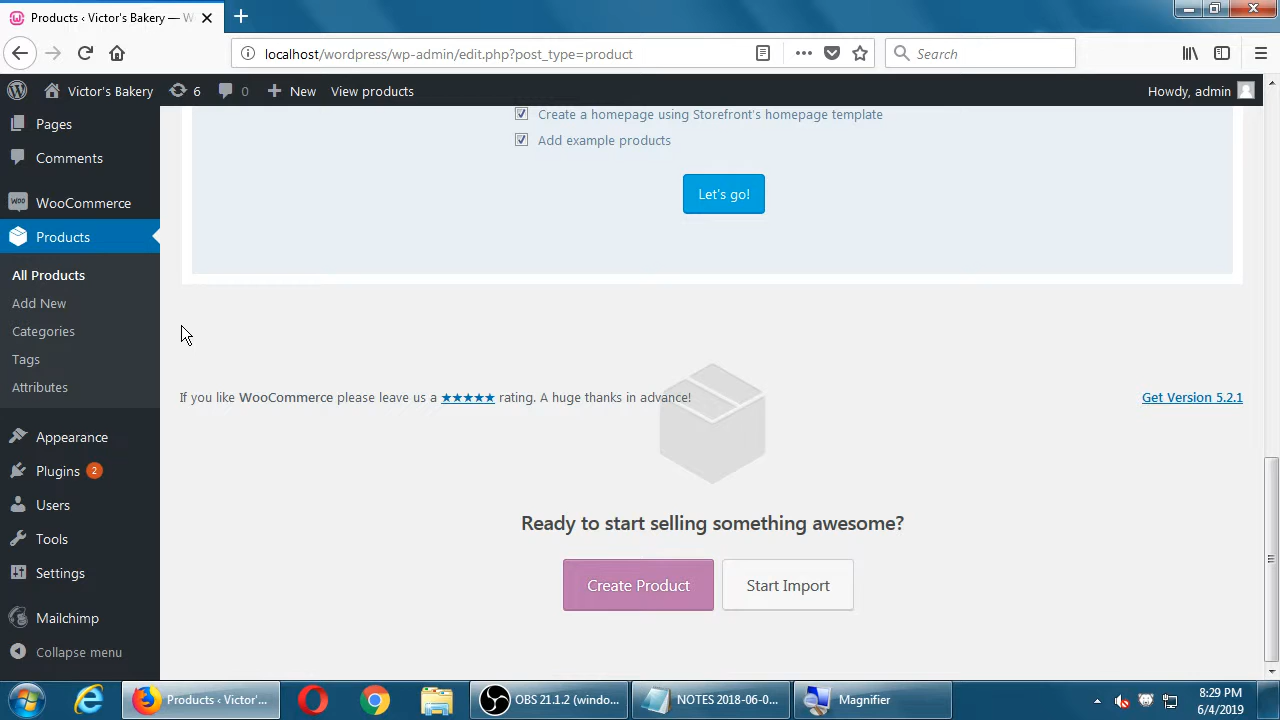 Products ‹ Victor's Bakery — W
localhost/wordpress/wp-admin/edit.php?post_type=product
Search
Victor's Bakery
6
0
New
View products
Howdy, admin
Pages
Comments
WooCommerce
Products
All Products
Add New
Categories
Tags
Attributes
Appearance
Plugins 2
Users
Tools
Settings
Mailchimp
Collapse menu
Create a homepage using Storefront's homepage template
Add example products
Let's go!
If you like WooCommerce please leave us a ★★★★★ rating. A huge thanks in advance!
Get Version 5.2.1
Ready to start selling something awesome?
Create Product
Start Import
Products ‹ Victor'...
OBS 21.1.2 (windo...
NOTES 2018-06-0...
Magnifier
8:29 PM
6/4/2019